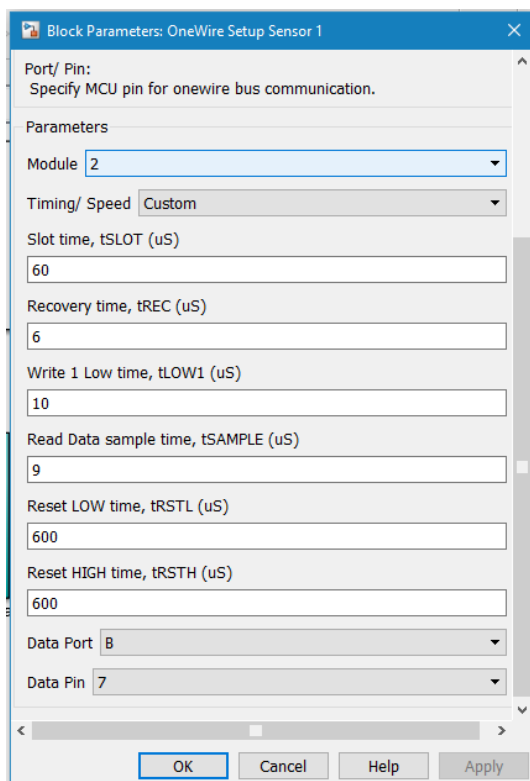 Block Parameters: OneWire Setup Sensor 1
Port/ Pin:
Specify MCU pin for onewire bus communication.
Parameters
Module 2
Timing/ Speed Custom
Slot time, tSLOT (uS)
60
Recovery time, tREC (uS)
6
Write 1 Low time, tLOW1 (uS)
10
Read Data sample time, tSAMPLE (uS)
9
Reset LOW time, tRSTL (uS)
600
Reset HIGH time, tRSTH (uS)
600
Data Port B
Data Pin 7
OK Cancel Help Apply